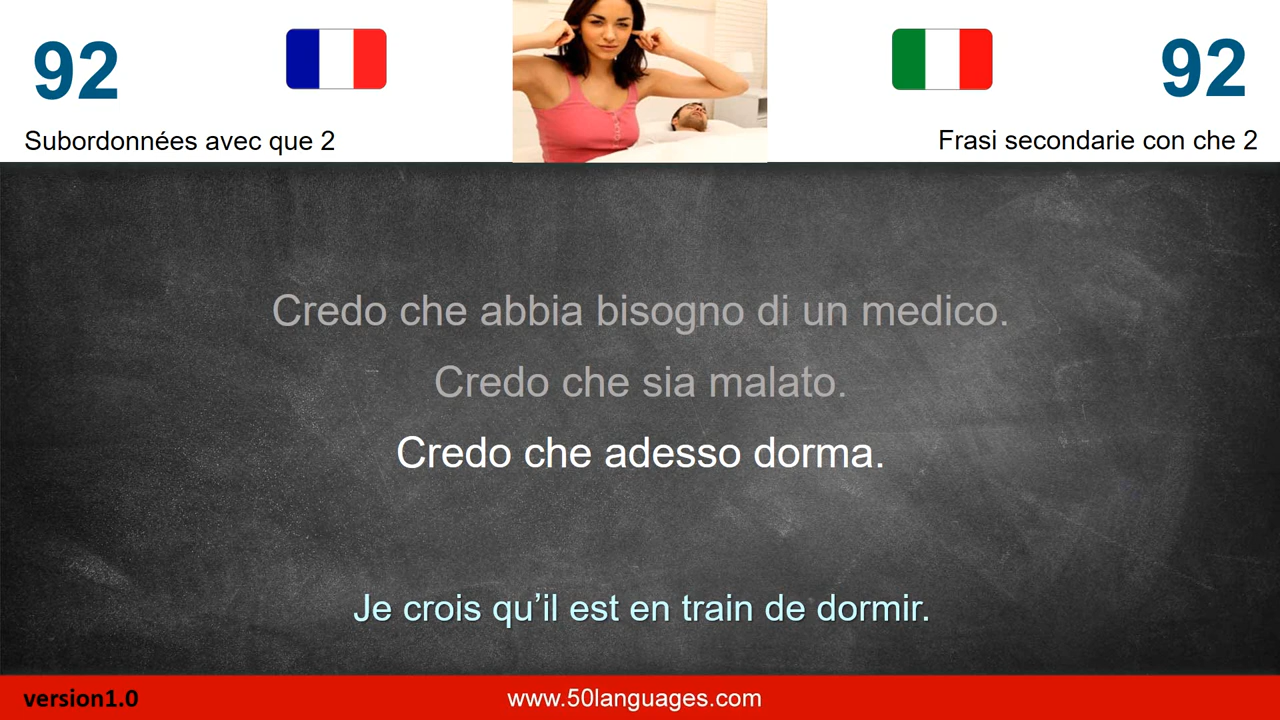 92
92
Subordonnées avec que 2
Frasi secondarie con che 2
Credo che abbia bisogno di un medico.
Credo che sia malato.
Credo che adesso dorma.
Je crois qu’il est en train de dormir.
version1.0
www.50languages.com